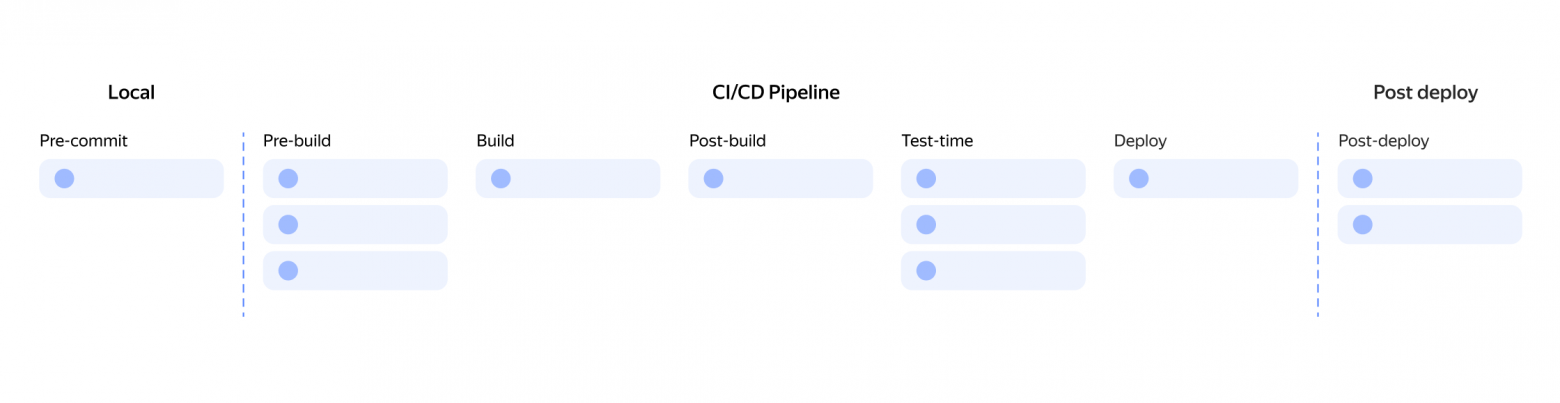 Local
CI/CD Pipeline
Post deploy
Pre-commit
Pre-build
Build
Post-build
Test-time
Deploy
Post-deploy